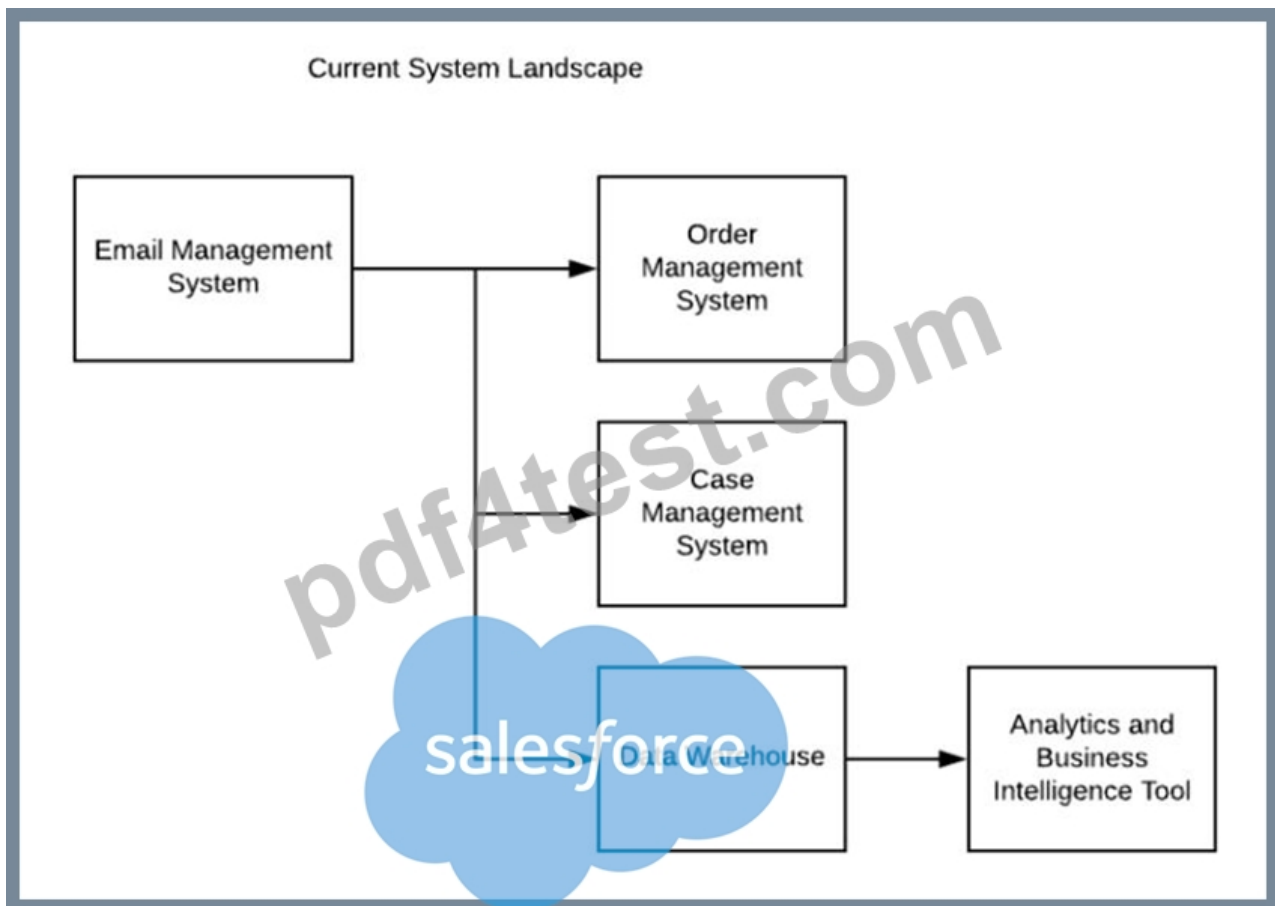 Current System Landscape
Email Management
System
Order
Management
System
Case
Management
System
Data Warehouse
Analytics and
Business
Intelligence Tool
pdf4test.com
salesforce